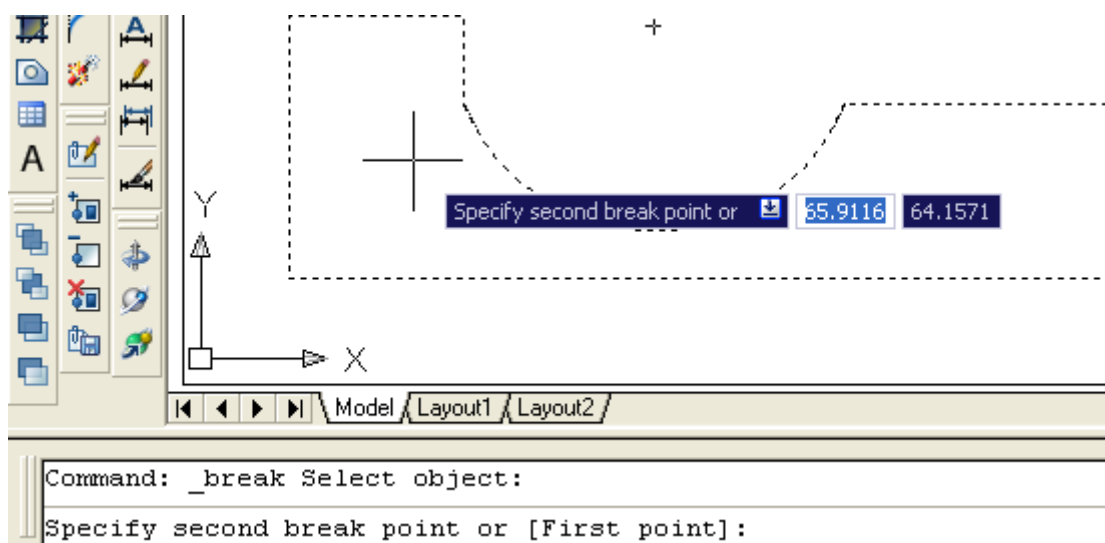 A
A
Y
Specify second break point or 65.9116 64.1571
X
Model Layout1 Layout2
Command: _break Select object:
Specify second break point or [First point]: